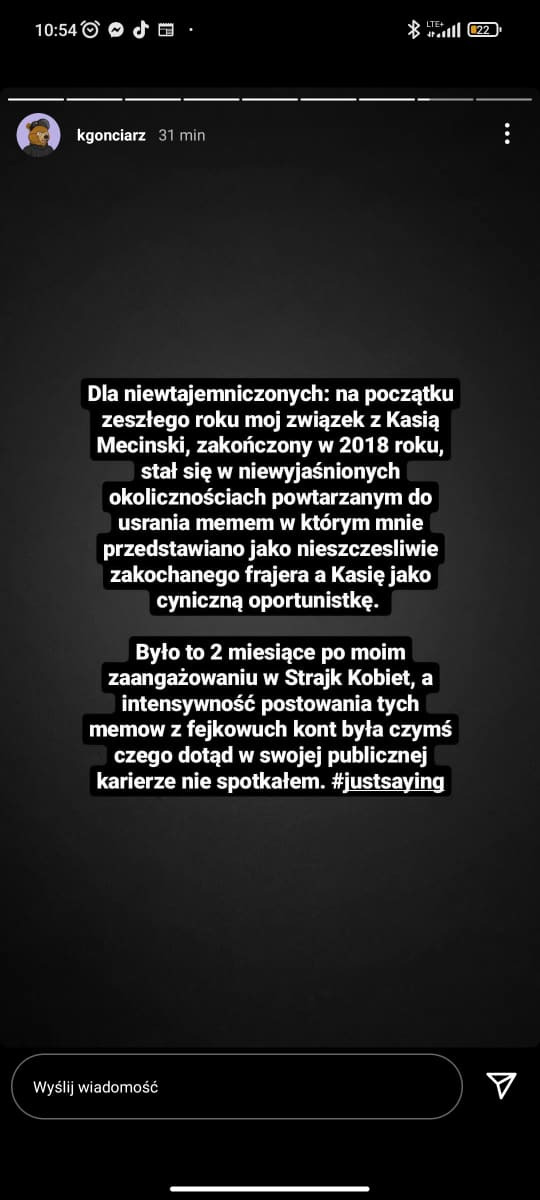 10:54
LTE+
22
kgonciarz 31 min
Dla niewtajemniczonych: na początku
zeszłego roku moj związek z Kasią
Mecinski, zakończony w 2018 roku,
stał się w niewyjaśnionych
okolicznościach powtarzanym do
usrania memem w którym mnie
przedstawiano jako nieszczesliwie
zakochanego frajera a Kasię jako
cyniczną oportunistkę.
Było to 2 miesiące po moim
zaangażowaniu w Strajk Kobiet, a
intensywność postowania tych
memow z fejkowuch kont była czymś
czego dotąd w swojej publicznej
karierze nie spotkałem. #justsaying
Wyślij wiadomość